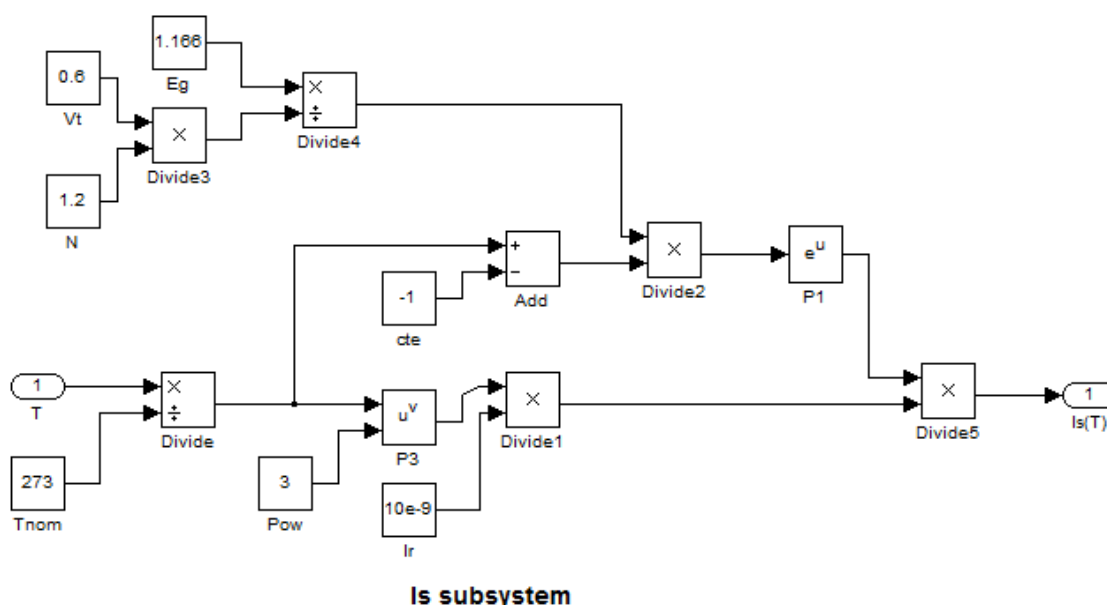 1.166
Eg
0.6
Vt
×
÷
Divide4
×
Divide3
1.2
N
+
−
Add
-1
cte
×
Divide2
e^u
P1
1
T
×
÷
Divide
273
Tnom
u^v
P3
3
Pow
×
Divide1
10e-9
Ir
×
Divide5
1
Is(T)
Is subsystem